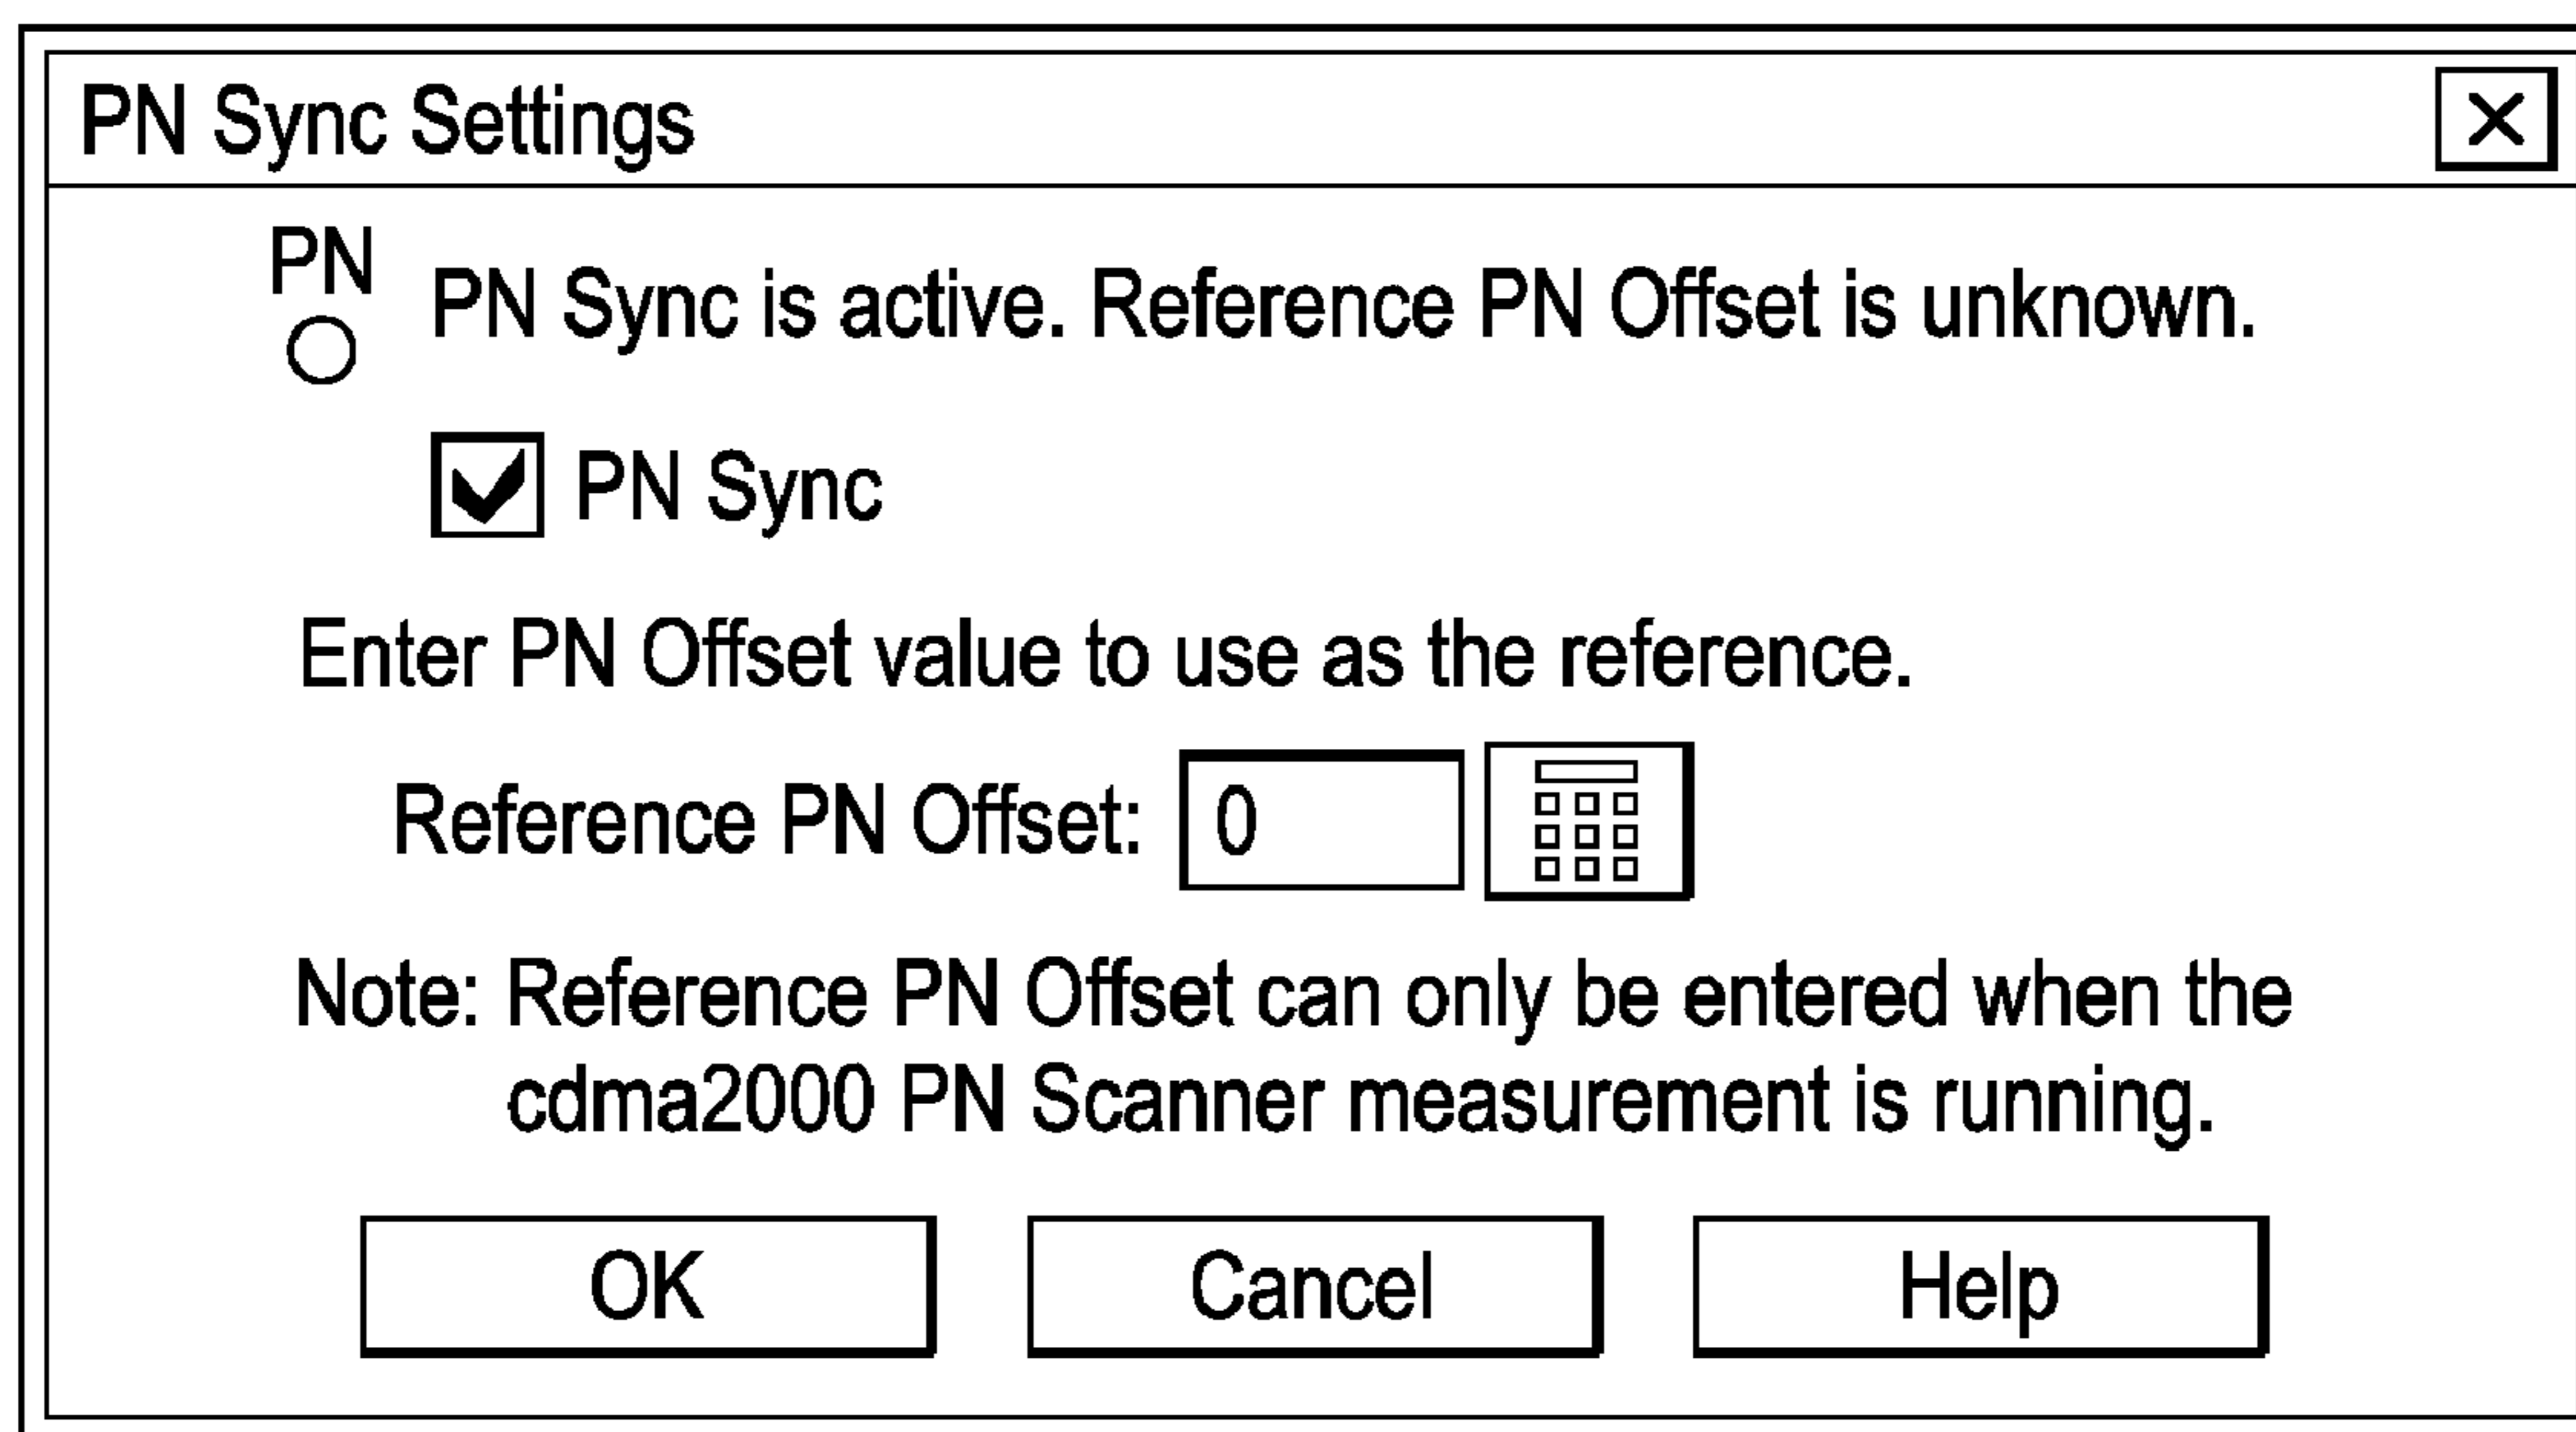 PN Sync Settings
PN
PN Sync is active. Reference PN Offset is unknown.
PN Sync
Enter PN Offset value to use as the reference.
Reference PN Offset: 0
Note: Reference PN Offset can only be entered when the
cdma2000 PN Scanner measurement is running.
OK Cancel Help